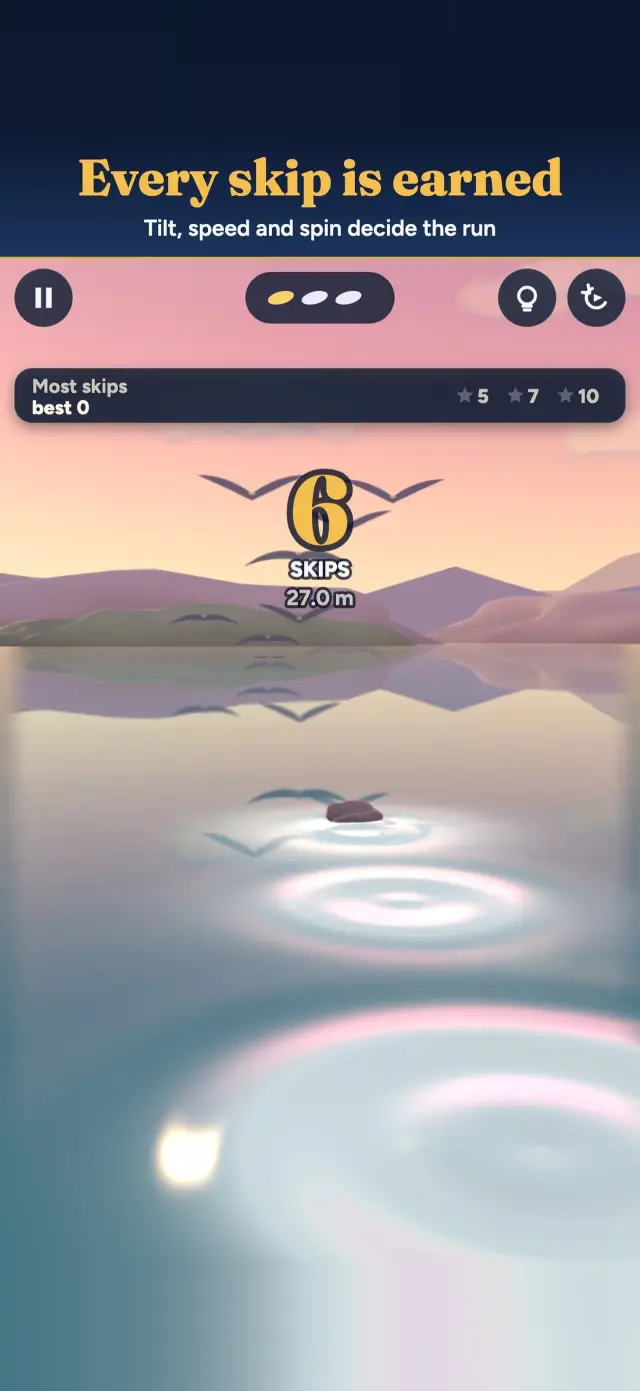 Every skip is earned
Tilt, speed and spin decide the run
Most skips
best 0
5 7 10
6
SKIPS
27.0 m